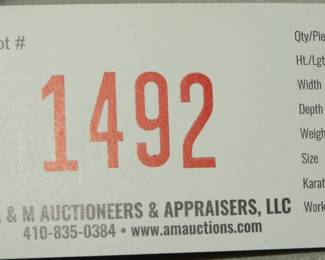 ot #
1492
& M AUCTIONEERS & APPRAISERS, LLC
410-835-0384 • www.amauctions.com
Qty/Pie
Ht./Lgt
Width
Depth
Weigh
Size
Karat
Work